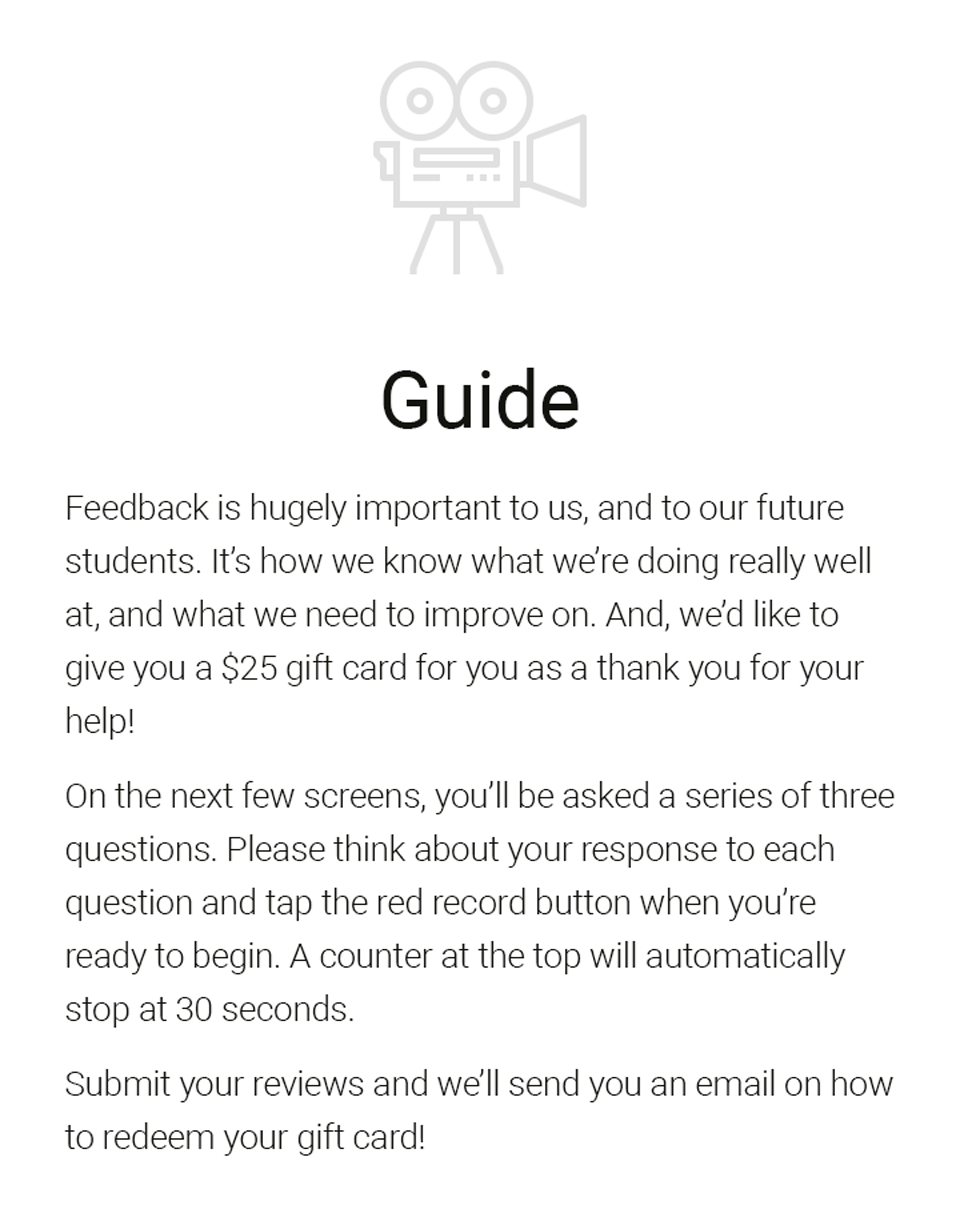 Guide
Feedback is hugely important to us, and to our future
students. It’s how we know what we’re doing really well
at, and what we need to improve on. And, we’d like to
give you a $25 gift card for you as a thank you for your
help!
On the next few screens, you’ll be asked a series of three
questions. Please think about your response to each
question and tap the red record button when you’re
ready to begin. A counter at the top will automatically
stop at 30 seconds.
Submit your reviews and we’ll send you an email on how
to redeem your gift card!